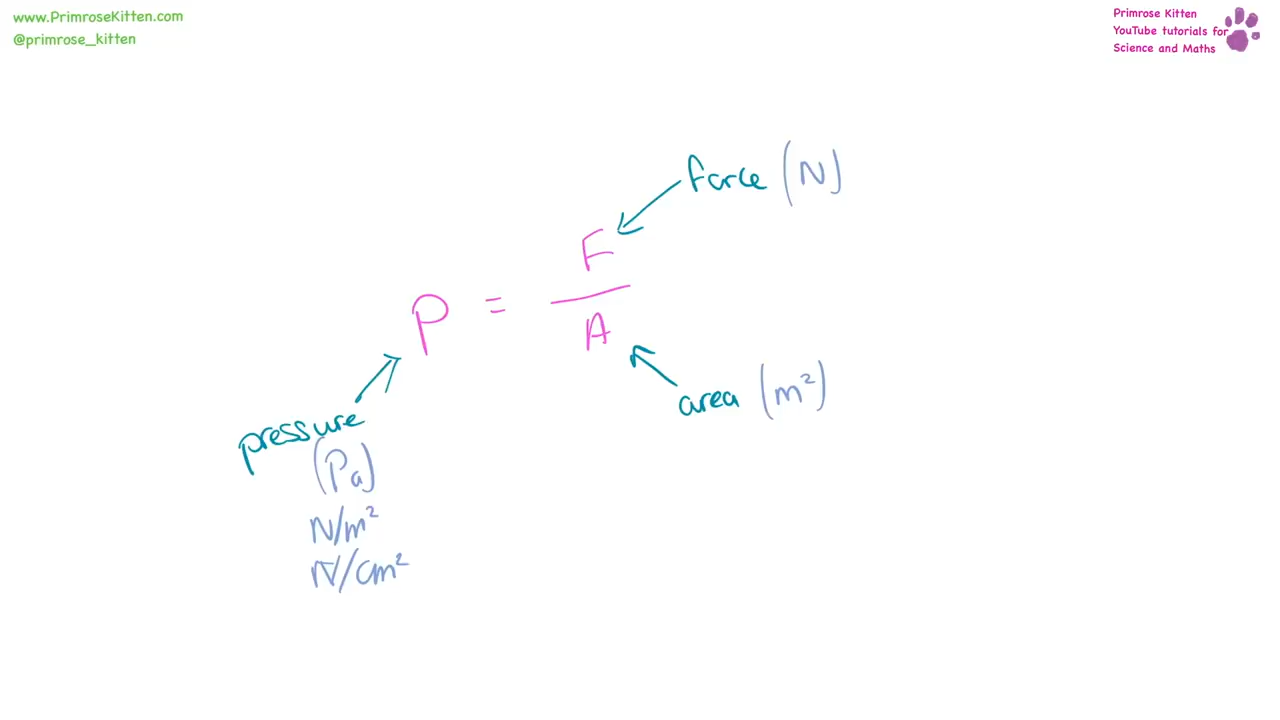 www.PrimroseKitten.com
@primrose_kitten
Primrose Kitten
YouTube tutorials for
Science and Maths
force (N)
P = F/A
area (m²)
pressure
(Pa)
N/m²
N/cm²